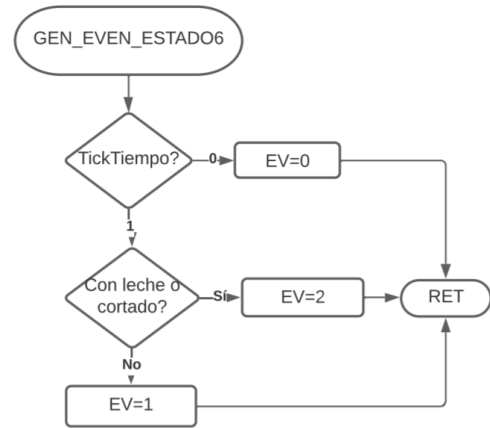 GEN_EVEN_ESTADO6
TickTiempo?
0
EV=0
1
Con leche o
cortado?
Sí
EV=2
RET
No
EV=1